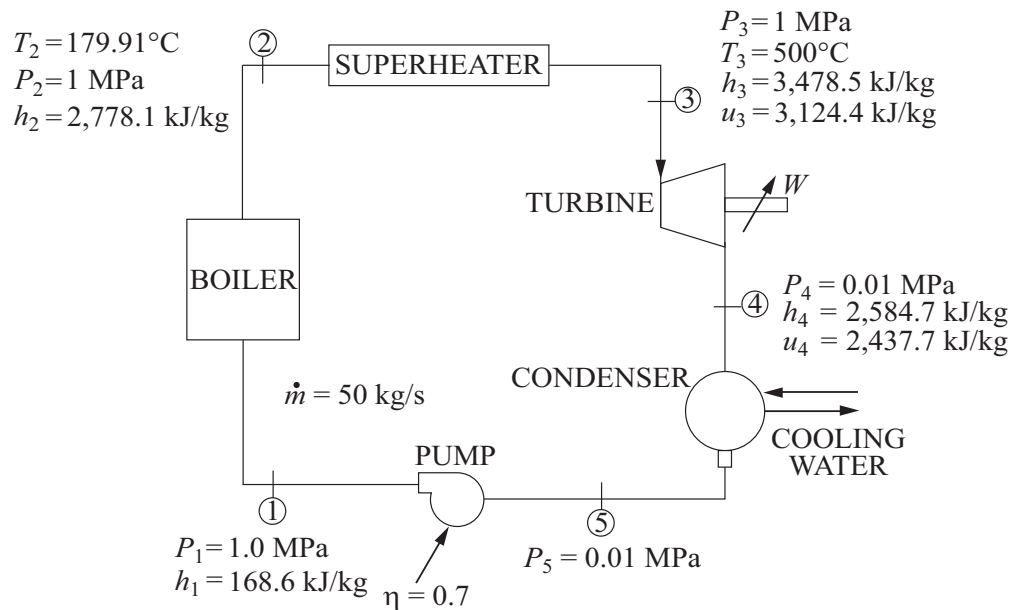 T₂ = 179.91°C
P₂ = 1 MPa
h₂ = 2,778.1 kJ/kg
2
SUPERHEATER
3
P₃ = 1 MPa
T₃ = 500°C
h₃ = 3,478.5 kJ/kg
u₃ = 3,124.4 kJ/kg
TURBINE
W
BOILER
4
P₄ = 0.01 MPa
h₄ = 2,584.7 kJ/kg
u₄ = 2,437.7 kJ/kg
CONDENSER
COOLING
WATER
ṁ = 50 kg/s
PUMP
1
P₁ = 1.0 MPa
h₁ = 168.6 kJ/kg
η = 0.7
5
P₅ = 0.01 MPa